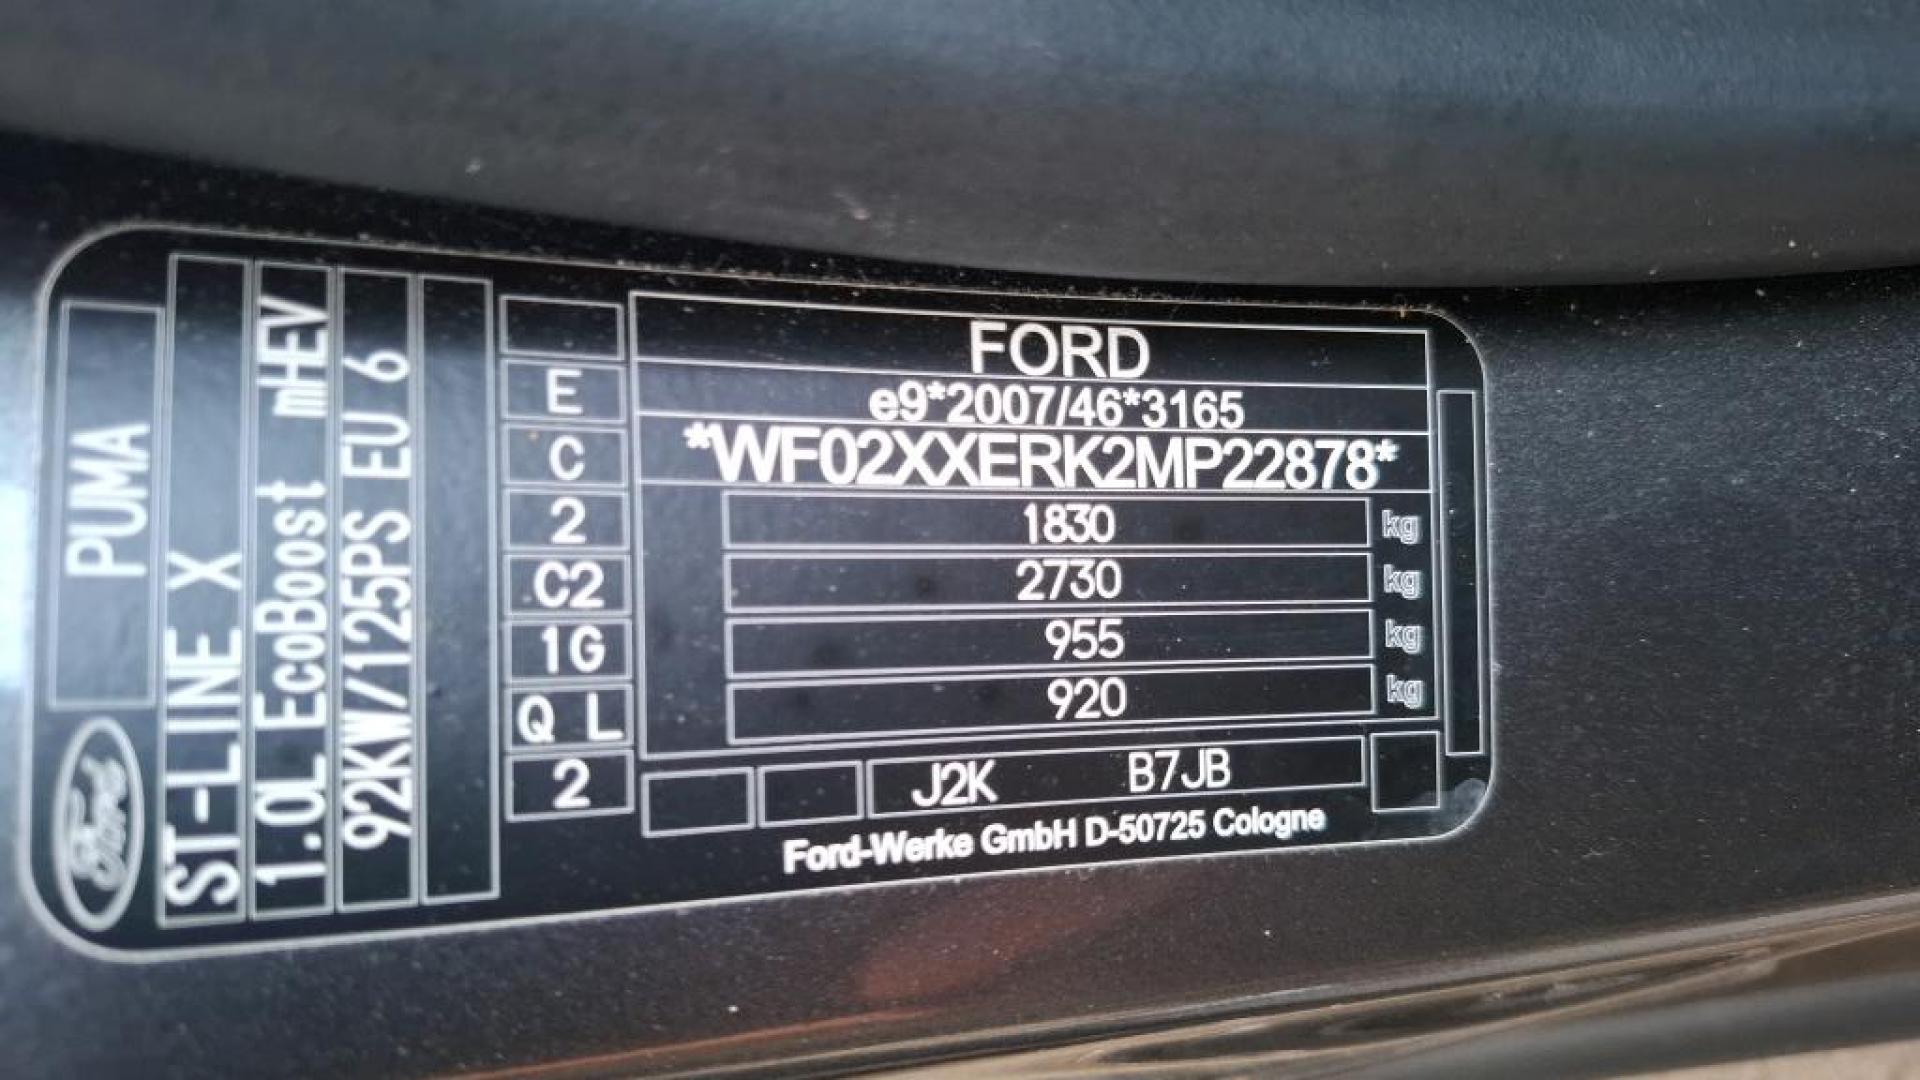 PUMA
Ford
ST-LINE X
1.0L EcoBoost mHEV
92KW/125PS EU 6
E
C
2
C2
1G
Q L
2
FORD
e9*2007/46*3165
*WF02XXERK2MP22878*
1830 kg
2730 kg
955 kg
920 kg
J2K B7JB
Ford-Werke GmbH D-50725 Cologne